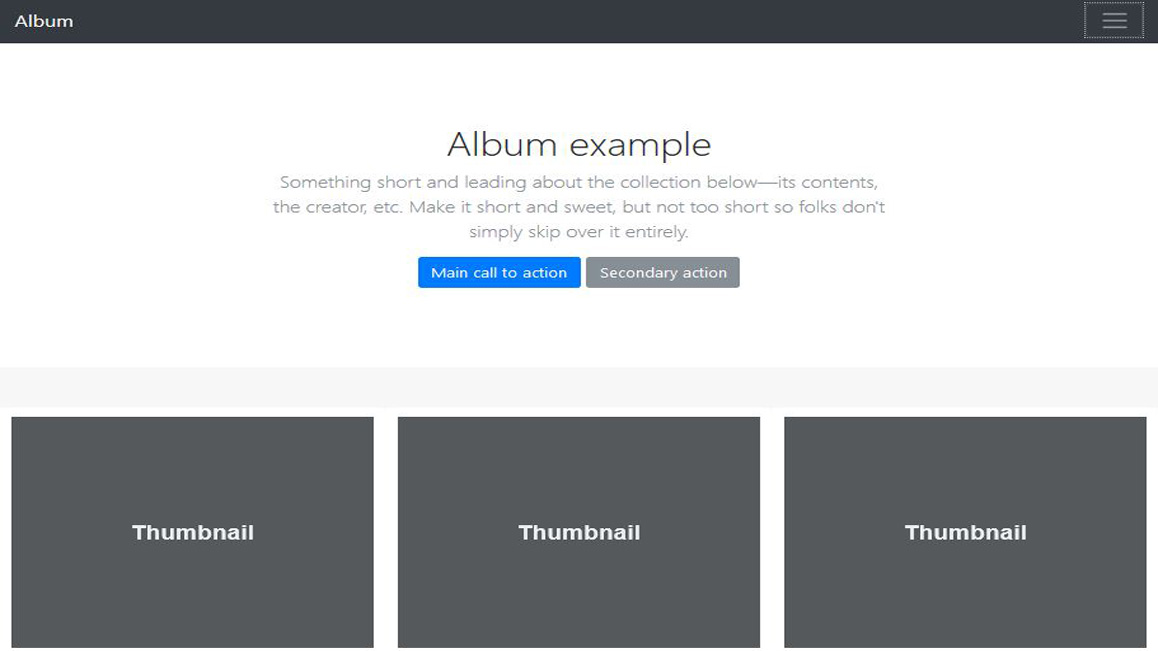 Album
Album example
Something short and leading about the collection below—its contents,
the creator, etc. Make it short and sweet, but not too short so folks don't
simply skip over it entirely.
Main call to action
Secondary action
Thumbnail
Thumbnail
Thumbnail